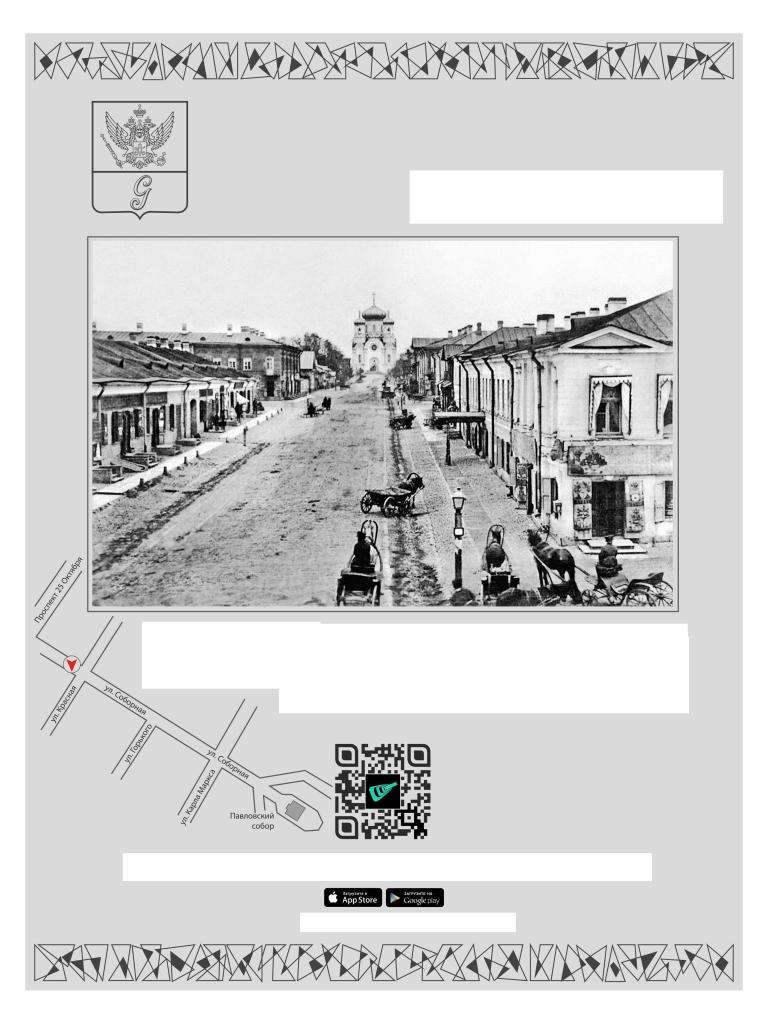 G
Проспект 25 Октября
ул. Красная
ул. Соборная
ул. Горького
ул. Соборная
ул. Карла Маркса
Павловский
собор
Загрузите в
App Store
ЗАГРУЗИТЕ НА
Google play